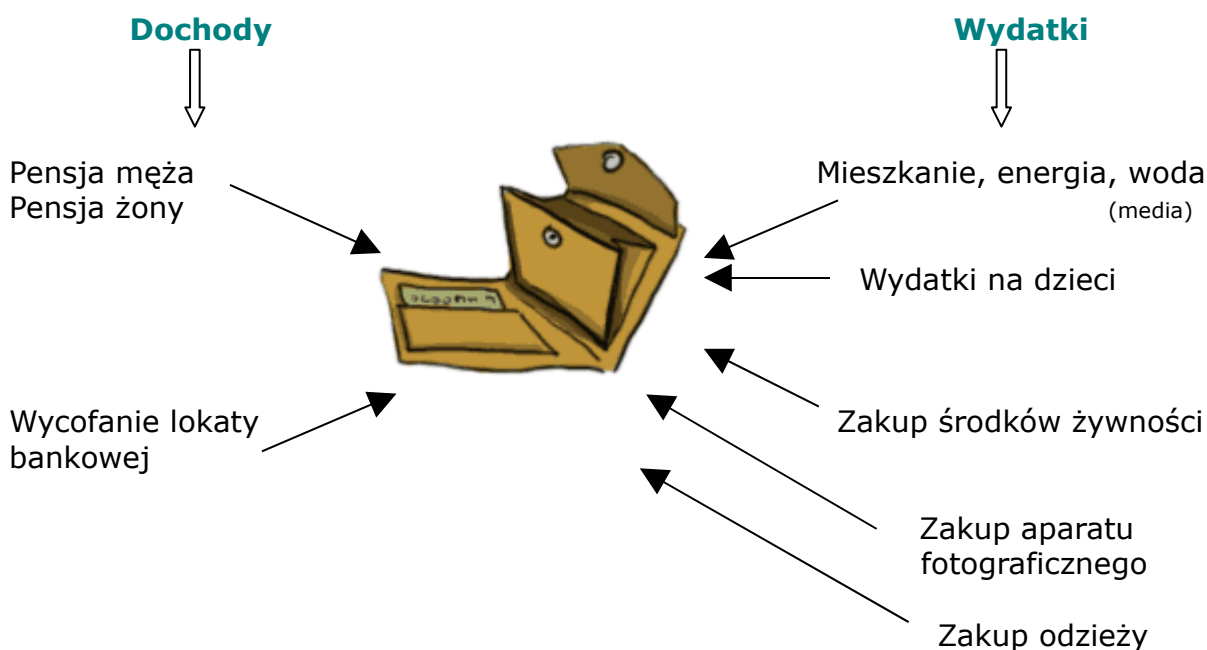 Dochody
Wydatki
Pensja męża
Pensja żony
Mieszkanie, energia, woda
(media)
Wydatki na dzieci
Wycofanie lokaty
bankowej
Zakup środków żywności
Zakup aparatu
fotograficznego
Zakup odzieży